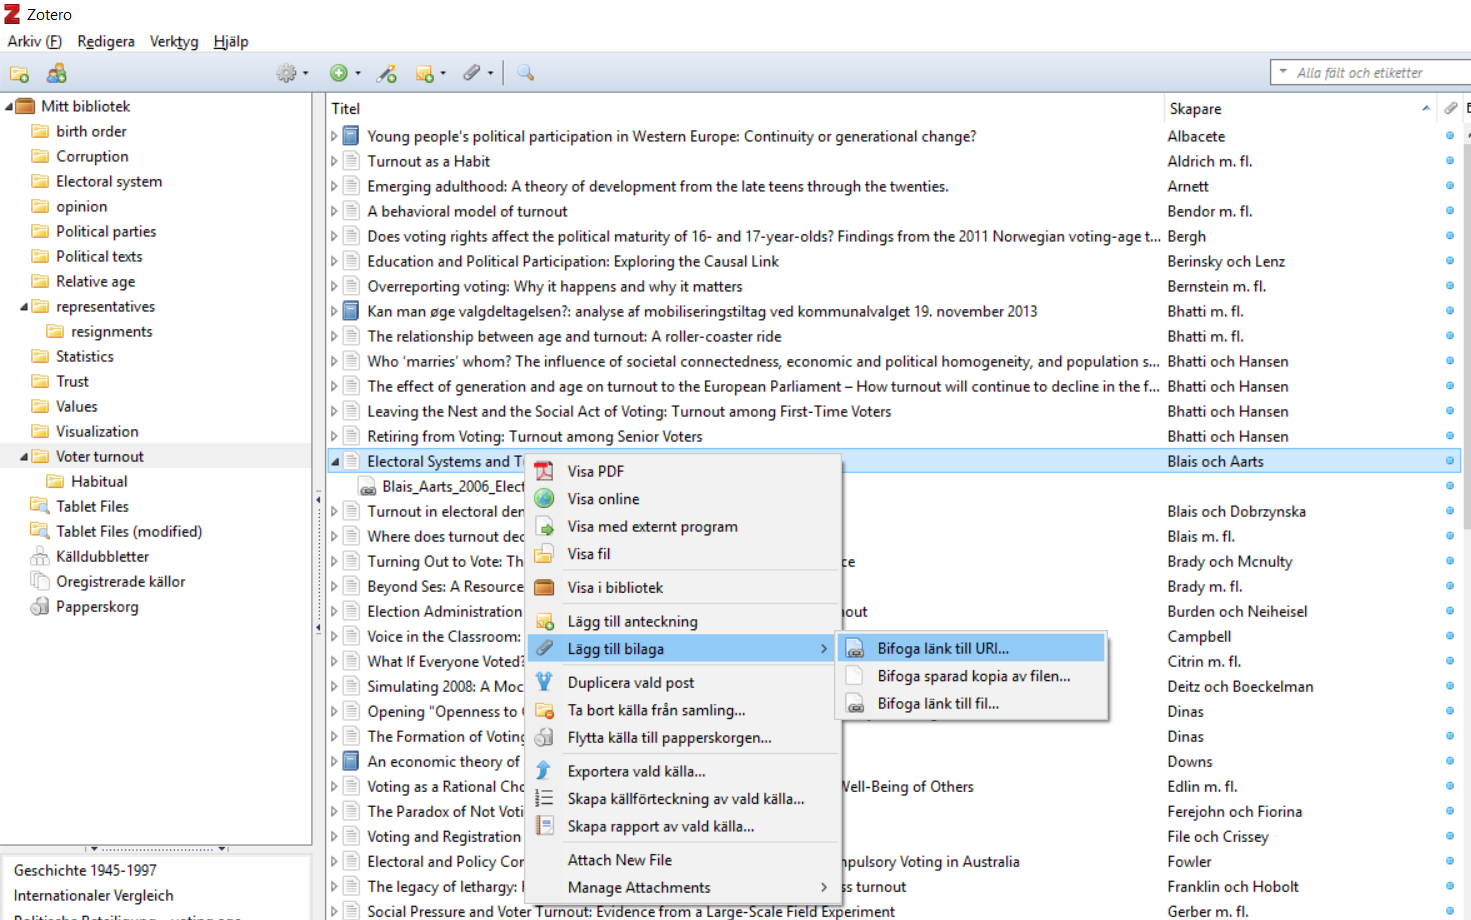 Zotero
Arkiv (F) Redigera Verktyg Hjälp
Alla fält och etiketter
Mitt bibliotek
birth order
Corruption
Electoral system
opinion
Political parties
Political texts
Relative age
representatives
resignments
Statistics
Trust
Values
Visualization
Voter turnout
Habitual
Tablet Files
Tablet Files (modified)
Källdubbletter
Oregistrerade källor
Papperskorg
Geschichte 1945-1997
Internationaler Vergleich
Titel Skapare
Young people's political participation in Western Europe: Continuity or generational change? Albacete
Turnout as a Habit Aldrich m. fl.
Emerging adulthood: A theory of development from the late teens through the twenties. Arnett
A behavioral model of turnout Bendor m. fl.
Does voting rights affect the political maturity of 16- and 17-year-olds? Findings from the 2011 Norwegian voting-age t... Bergh
Education and Political Participation: Exploring the Causal Link Berinsky och Lenz
Overreporting voting: Why it happens and why it matters Bernstein m. fl.
Kan man øge valgdeltagelsen?: analyse af mobiliseringstiltag ved kommunalvalget 19. november 2013 Bhatti m. fl.
The relationship between age and turnout: A roller-coaster ride Bhatti m. fl.
Who ‘marries’ whom? The influence of societal connectedness, economic and political homogeneity, and population s... Bhatti och Hansen
The effect of generation and age on turnout to the European Parliament – How turnout will continue to decline in the f... Bhatti och Hansen
Leaving the Nest and the Social Act of Voting: Turnout among First-Time Voters Bhatti och Hansen
Retiring from Voting: Turnout among Senior Voters Bhatti och Hansen
Electoral Systems and T Blais och Aarts
Blais_Aarts_2006_Elect
Turnout in electoral der Blais och Dobrzynska
Where does turnout dec Blais m. fl.
Turning Out to Vote: Th ce Brady och Mcnulty
Beyond Ses: A Resource Brady m. fl.
Election Administration nout Burden och Neiheisel
Voice in the Classroom: Campbell
What If Everyone Voted? Citrin m. fl.
Simulating 2008: A Moc Deitz och Boeckelman
Opening "Openness to Dinas
The Formation of Voting Dinas
An economic theory of Downs
Voting as a Rational Cho Well-Being of Others Edlin m. fl.
The Paradox of Not Voti Ferejohn och Fiorina
Voting and Registration File och Crissey
Electoral and Policy Cor npulsory Voting in Australia Fowler
The legacy of lethargy: ss turnout Franklin och Hobolt
Social Pressure and Voter Turnout: Evidence from a Large-Scale Field Experiment Gerber m. fl.
Visa PDF
Visa online
Visa med externt program
Visa fil
Visa i bibliotek
Lägg till anteckning
Lägg till bilaga
Duplicera vald post
Ta bort källa från samling...
Flytta källa till papperskorgen...
Exportera vald källa...
Skapa källförteckning av vald källa...
Skapa rapport av vald källa...
Attach New File
Manage Attachments
Bifoga länk till URI...
Bifoga sparad kopia av filen...
Bifoga länk till fil...